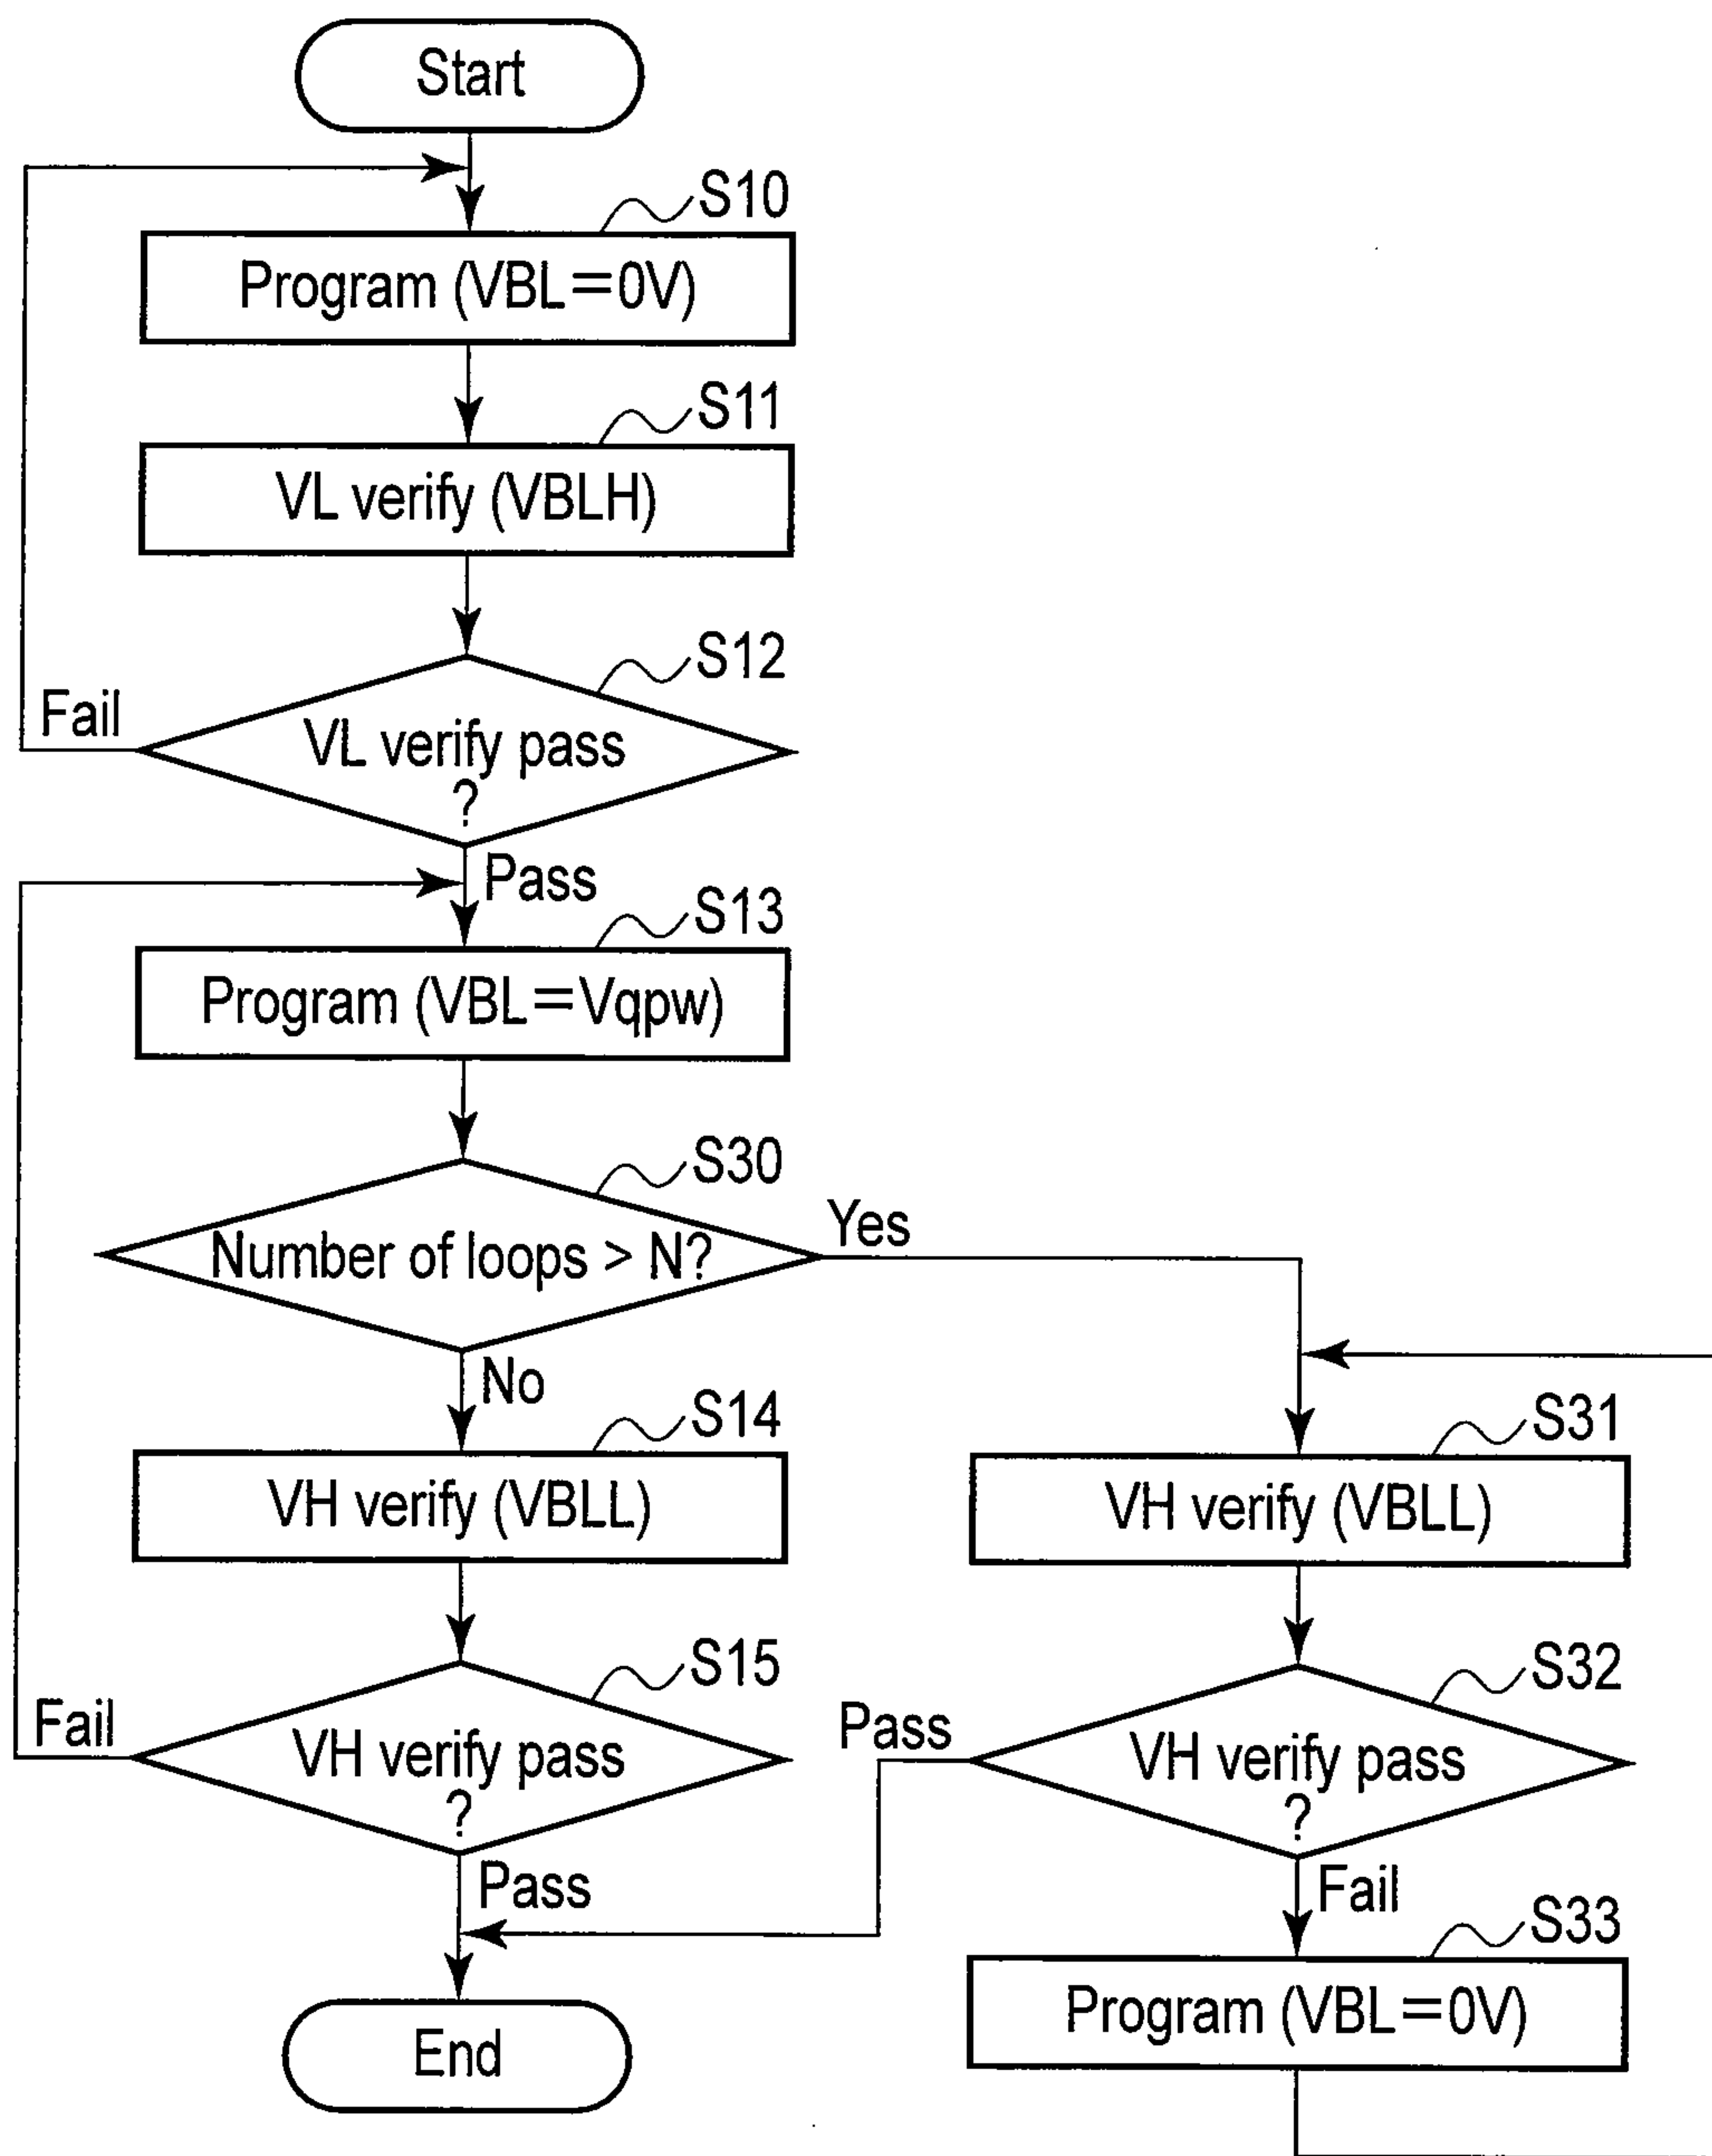 Start
S10
Program (VBL=0V)
S11
VL verify (VBLH)
S12
Fail
VL verify pass
?
Pass
S13
Program (VBL=Vqpw)
S30
Number of loops > N?
Yes
No
S14
VH verify (VBLL)
S31
VH verify (VBLL)
S15
Fail
VH verify pass
?
S32
Pass
VH verify pass
?
Pass
Fail
S33
Program (VBL=0V)
End